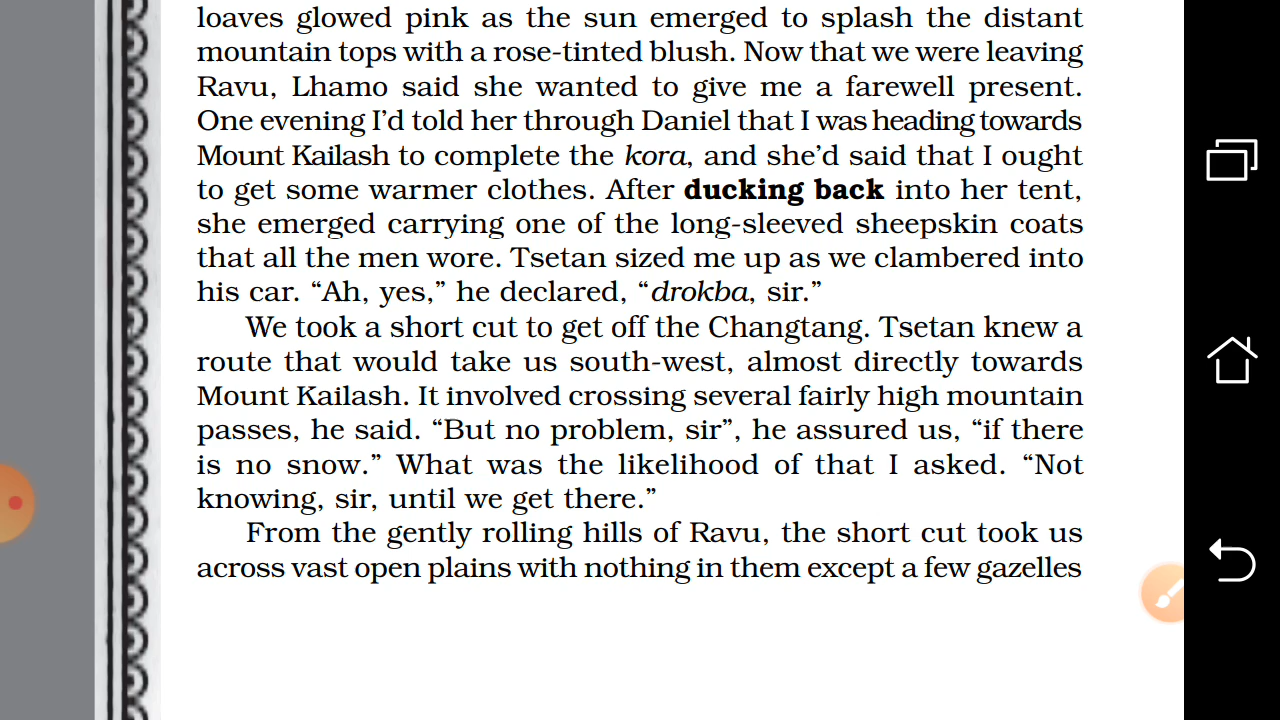 loaves glowed pink as the sun emerged to splash the distant
mountain tops with a rose-tinted blush. Now that we were leaving
Ravu, Lhamo said she wanted to give me a farewell present.
One evening I’d told her through Daniel that I was heading towards
Mount Kailash to complete the kora, and she’d said that I ought
to get some warmer clothes. After ducking back into her tent,
she emerged carrying one of the long-sleeved sheepskin coats
that all the men wore. Tsetan sized me up as we clambered into
his car. “Ah, yes,” he declared, “drokba, sir.”
We took a short cut to get off the Changtang. Tsetan knew a
route that would take us south-west, almost directly towards
Mount Kailash. It involved crossing several fairly high mountain
passes, he said. “But no problem, sir”, he assured us, “if there
is no snow.” What was the likelihood of that I asked. “Not
knowing, sir, until we get there.”
From the gently rolling hills of Ravu, the short cut took us
across vast open plains with nothing in them except a few gazelles